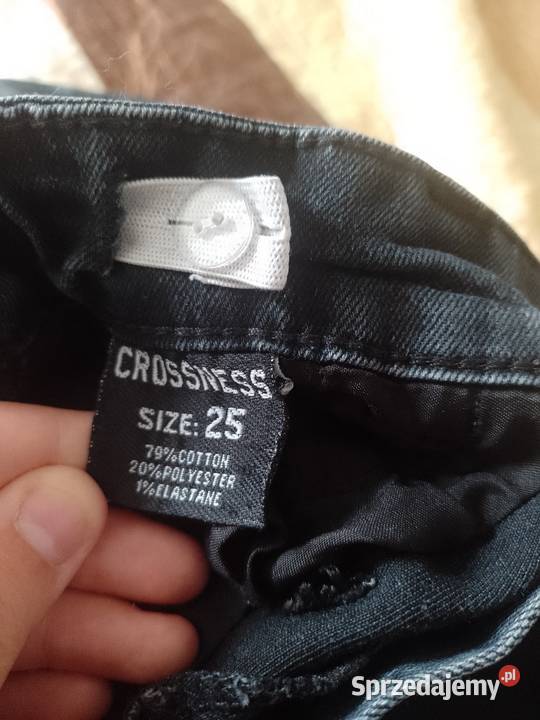 CROSSNESS
SIZE: 25
79%COTTON
20%POLYESTER
1%ELASTANE
Sprzedajemy.pl